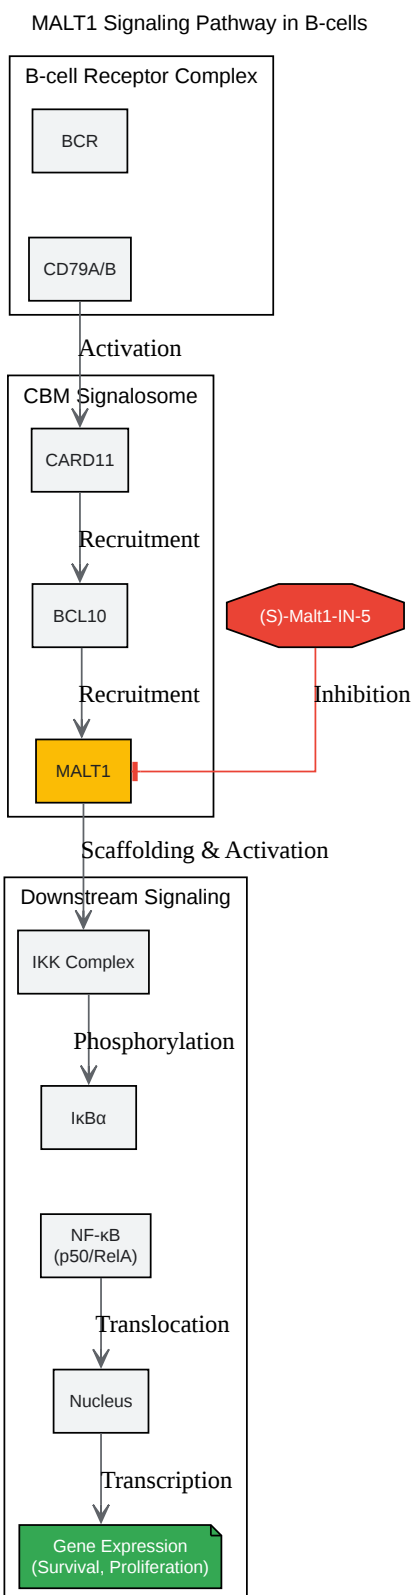 MALT1 Signaling Pathway in B-cells
B-cell Receptor Complex
BCR
CD79A/B
Activation
CBM Signalosome
CARD11
Recruitment
BCL10
(S)-Malt1-IN-5
Recruitment
Inhibition
MALT1
Scaffolding & Activation
Downstream Signaling
IKK Complex
Phosphorylation
IκBα
NF-κB
(p50/RelA)
Translocation
Nucleus
Transcription
Gene Expression
(Survival, Proliferation)